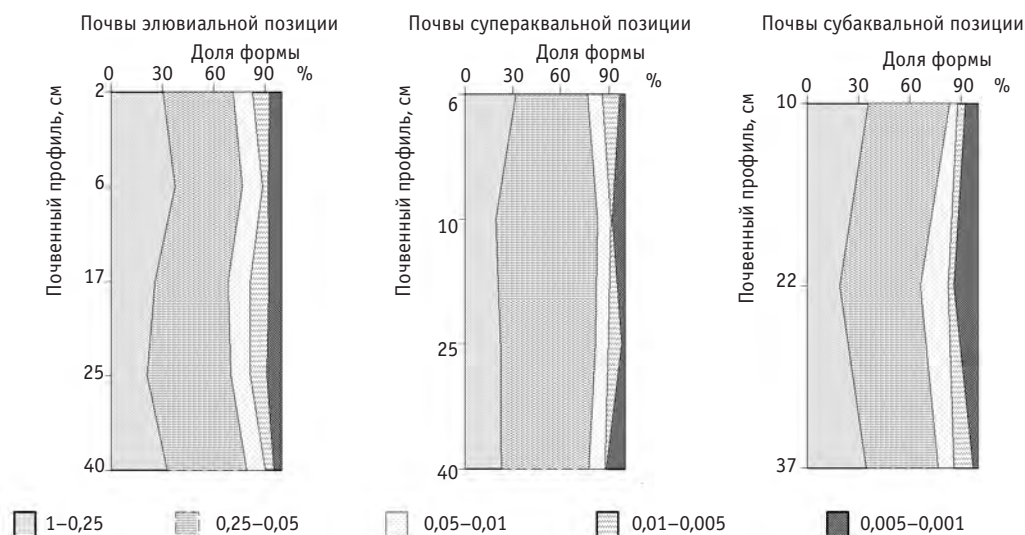 Почвы элювиальной позиции
Доля формы
0 30 60 90 %
Почвенный профиль, см
2
6
17
25
40
Почвы супераквальной позиции
Доля формы
0 30 60 90 %
Почвенный профиль, см
6
10
25
40
Почвы субаквальной позиции
Доля формы
0 30 60 90 %
Почвенный профиль, см
10
22
37
1–0,25 0,25–0,05 0,05–0,01 0,01–0,005 0,005–0,001